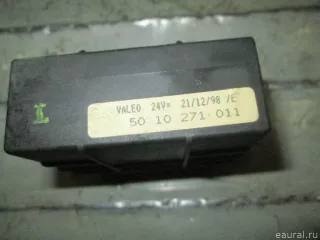 I
VALEO 24V= 21/12/98 /E
50 10 271 011
eaural.ru